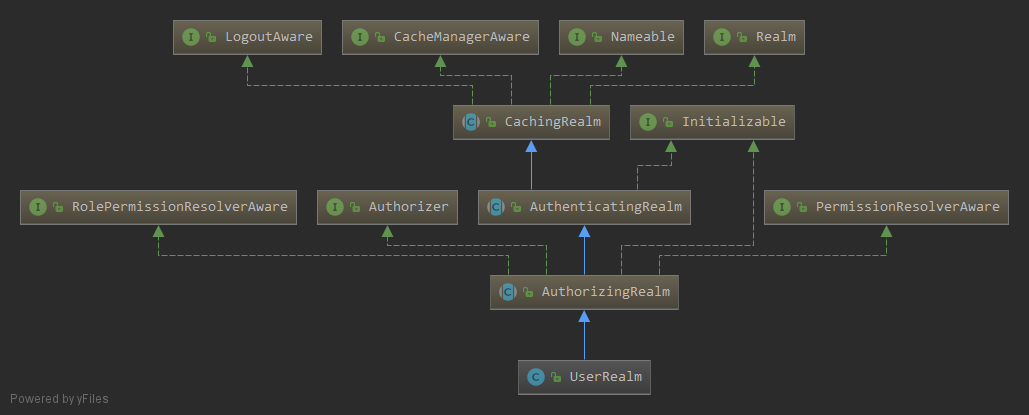 I LogoutAware
I CacheManagerAware
I Nameable
I Realm
C CachingRealm
I Initializable
I RolePermissionResolverAware
I Authorizer
C AuthenticatingRealm
I PermissionResolverAware
C AuthorizingRealm
C UserRealm
Powered by yFiles